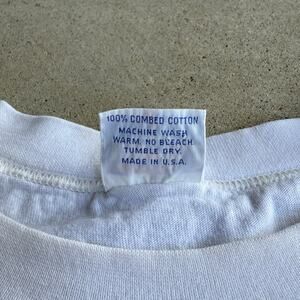 100% COMBED COTTON
MACHINE WASH
WARM. NO BLEACH.
TUMBLE DRY.
MADE IN U.S.A.